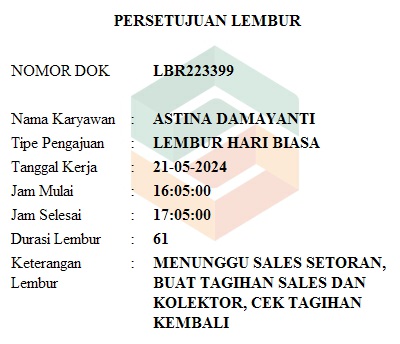 PERSETUJUAN LEMBUR
NOMOR DOK LBR223399
Nama Karyawan : ASTINA DAMAYANTI
Tipe Pengajuan : LEMBUR HARI BIASA
Tanggal Kerja : 21-05-2024
Jam Mulai : 16:05:00
Jam Selesai : 17:05:00
Durasi Lembur : 61
Keterangan : MENUNGGU SALES SETORAN,
Lembur BUAT TAGIHAN SALES DAN
KOLEKTOR, CEK TAGIHAN
KEMBALI